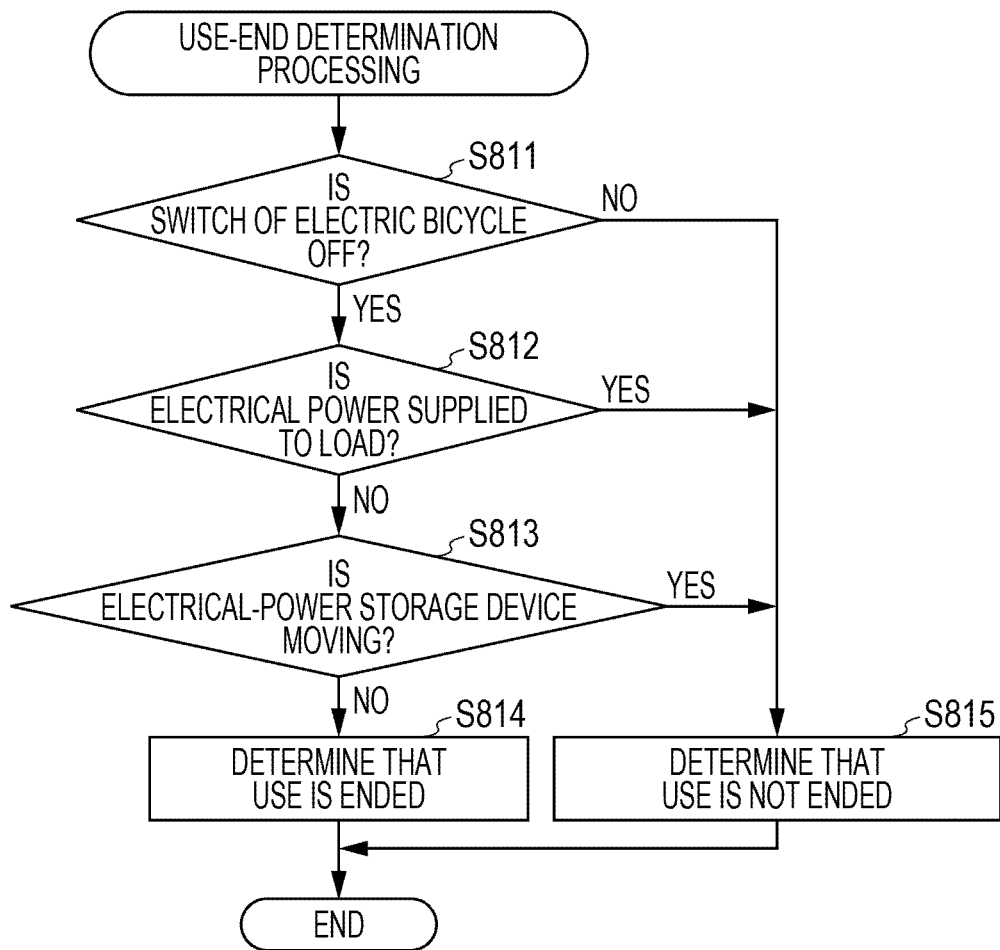 USE-END DETERMINATION
PROCESSING
S811
IS
SWITCH OF ELECTRIC BICYCLE
OFF?
NO
YES
S812
IS
ELECTRICAL POWER SUPPLIED
TO LOAD?
YES
NO
S813
IS
ELECTRICAL-POWER STORAGE DEVICE
MOVING?
YES
NO
S814
DETERMINE THAT
USE IS ENDED
S815
DETERMINE THAT
USE IS NOT ENDED
END